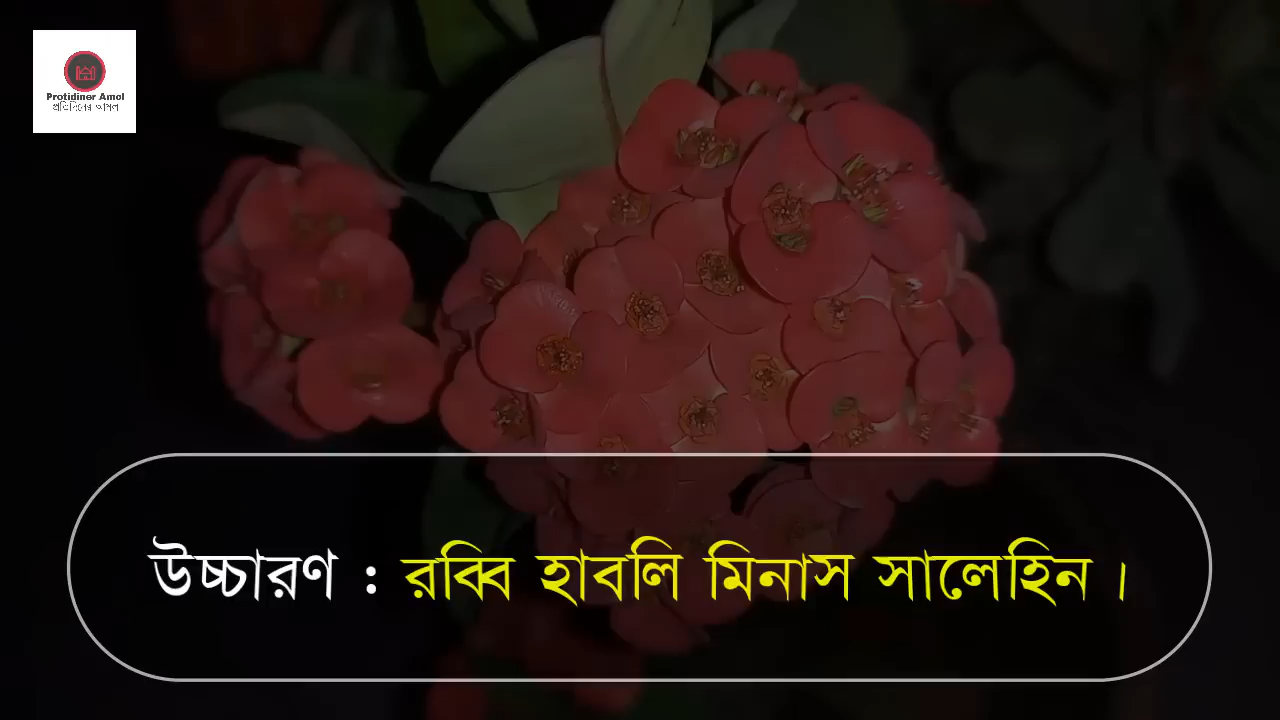 Protidiner Amol
প্রতিদিনের আমল
উচ্চারণ : রব্বি হাবলি মিনাস সালেহিন ।